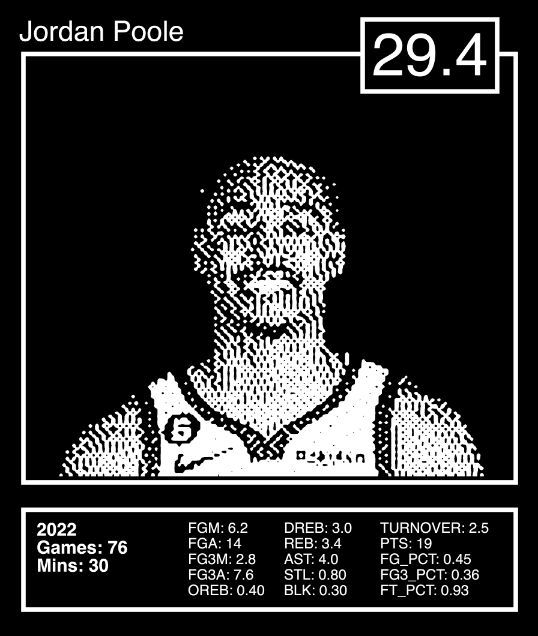 Jordan Poole
29.4
6
2022
Games: 76
Mins: 30
FGM: 6.2
FGA: 14
FG3M: 2.8
FG3A: 7.6
OREB: 0.40
DREB: 3.0
REB: 3.4
AST: 4.0
STL: 0.80
BLK: 0.30
TURNOVER: 2.5
PTS: 19
FG_PCT: 0.45
FG3_PCT: 0.36
FT_PCT: 0.93